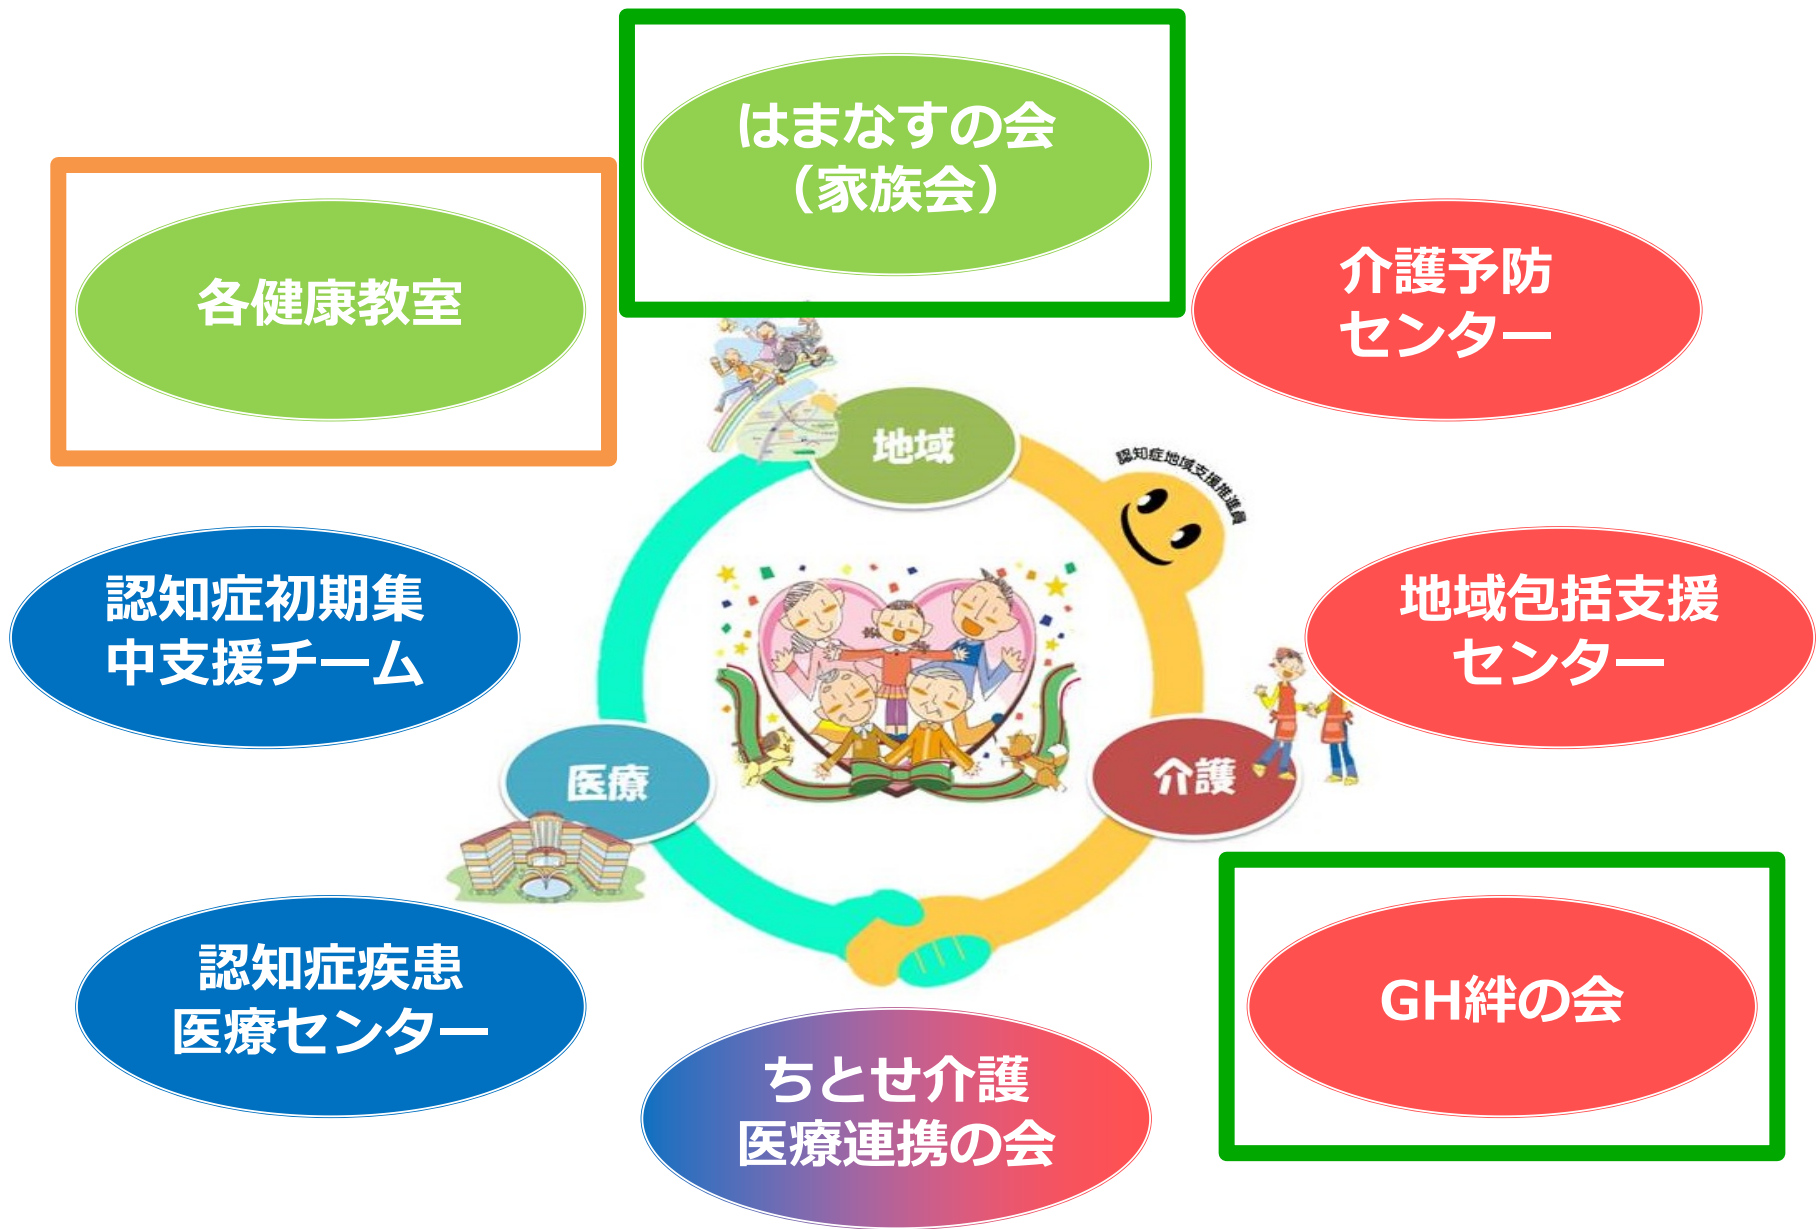 はまなすの会
（家族会）
各健康教室
介護予防
センター
地域
認知症地域支援推進員
認知症初期集
中支援チーム
地域包括支援
センター
医療
介護
認知症疾患
医療センター
GH絆の会
ちとせ介護
医療連携の会